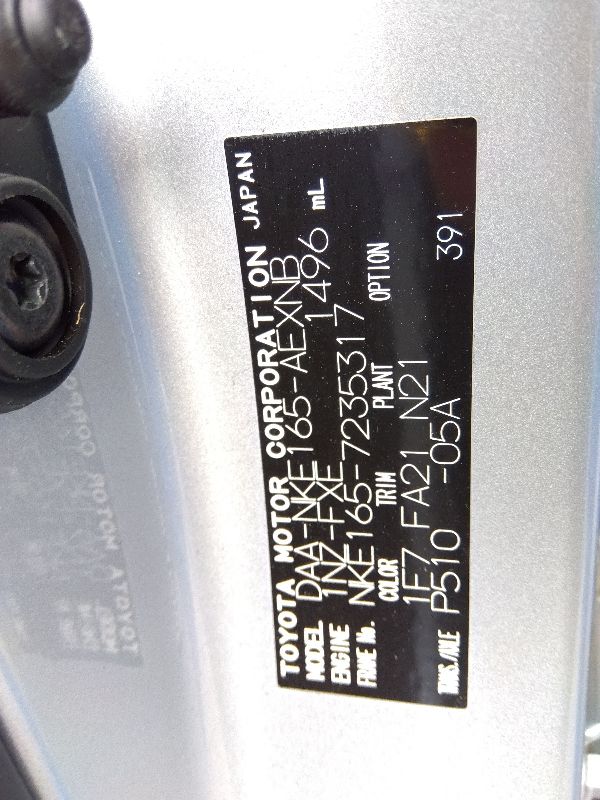 TOYOTA MOTOR CORPORATION JAPAN
MODEL DAA-NKE165-AEXNB
ENGINE 1NZ-FXE 1496 mL
FRAME No. NKE165-7235317
COLOR TRIM PLANT OPTION
1F7 FA21 N21
TRANS./AXLE P510 -05A 391